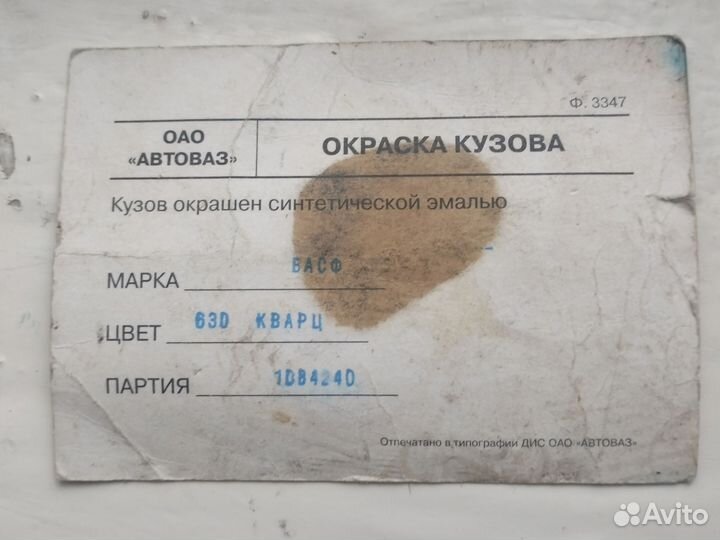 Ф. 3347
ОАО «АВТОВАЗ»
ОКРАСКА КУЗОВА
Кузов окрашен синтетической эмалью
МАРКА ВАСФ
ЦВЕТ 630 КВАРЦ
ПАРТИЯ 1084240
Отпечатано в типографии ДИС ОАО «АВТОВАЗ»
Avito